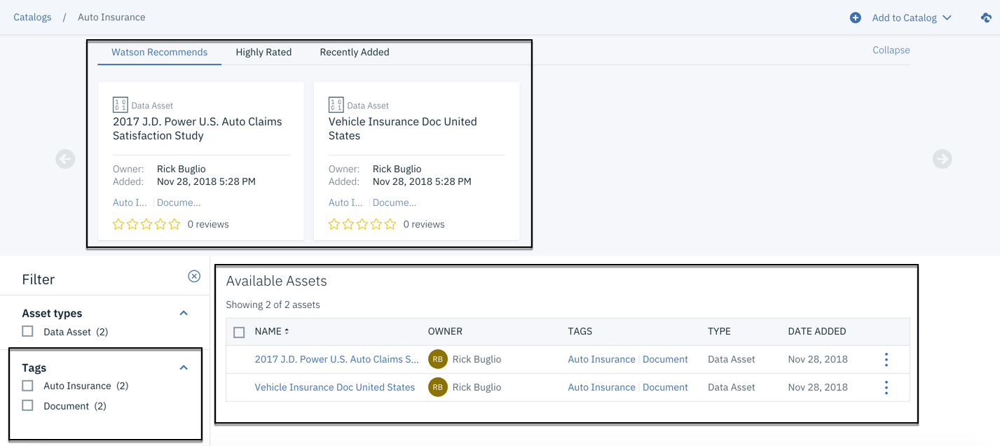 Catalogs / Auto Insurance
Add to Catalog
Watson Recommends Highly Rated Recently Added
Collapse
Data Asset
2017 J.D. Power U.S. Auto Claims
Satisfaction Study
Owner: Rick Buglio
Added: Nov 28, 2018 5:28 PM
Auto I... Docume...
0 reviews
Data Asset
Vehicle Insurance Doc United
States
Owner: Rick Buglio
Added: Nov 28, 2018 5:28 PM
Auto I... Docume...
0 reviews
Filter
Asset types
Data Asset (2)
Tags
Auto Insurance (2)
Document (2)
Available Assets
Showing 2 of 2 assets
NAME OWNER TAGS TYPE DATE ADDED
2017 J.D. Power U.S. Auto Claims S... RB Rick Buglio Auto Insurance Document Data Asset Nov 28, 2018
Vehicle Insurance Doc United States RB Rick Buglio Auto Insurance Document Data Asset Nov 28, 2018